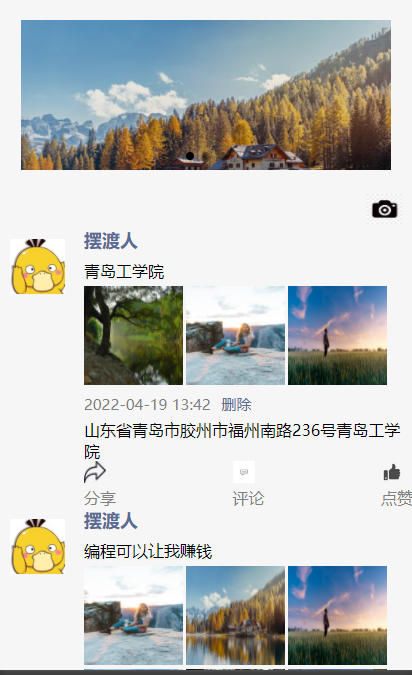 摆渡人
青岛工学院
2022-04-19 13:42 删除
山东省青岛市胶州市福州南路236号青岛工学
院
分享 评论 点赞
摆渡人
编程可以让我赚钱